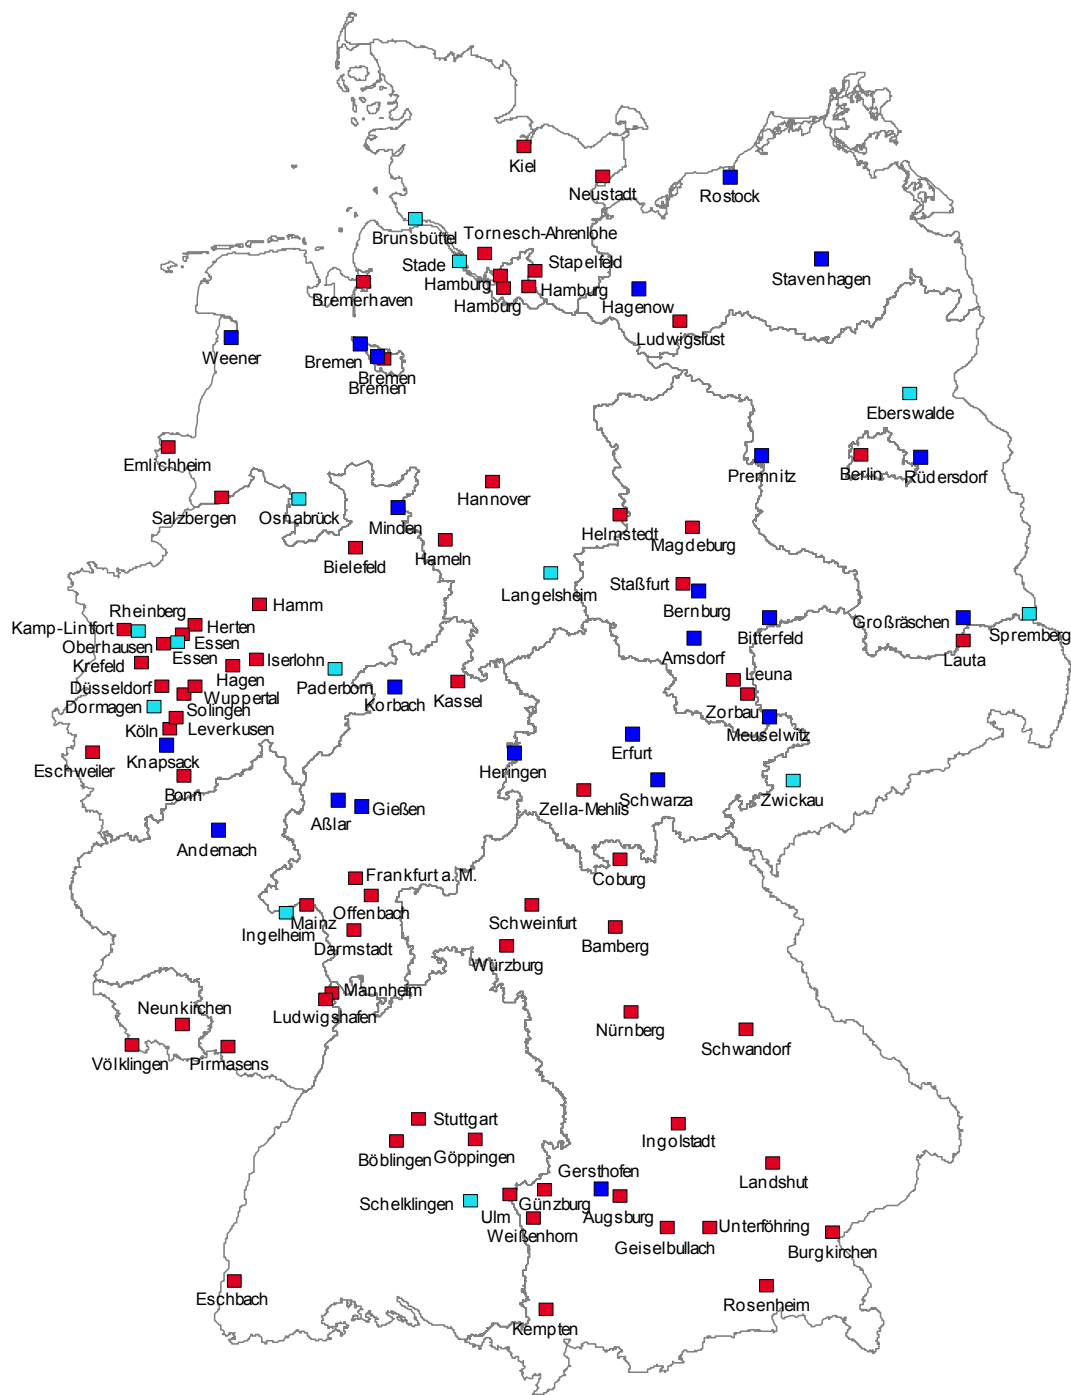 Kiel
Neustadt
Rostock
Brunsbüttel
Tornesch-Ahrenlohe
Stade
Stapelfeld
Hamburg
Hamburg
Hamburg
Bremerhaven
Stavenhagen
Hagenow
Ludwigslust
Weener
Bremen
Bremen
Bremen
Eberswalde
Emlichheim
Premnitz
Berlin
Rüdersdorf
Salzbergen
Osnabrück
Minden
Hannover
Helmstedt
Magdeburg
Bielefeld
Hameln
Langelsheim
Staßfurt
Bernburg
Rheinberg
Hamm
Kamp-Lintfort
Herten
Oberhausen
Essen
Essen
Bitterfeld
Großräschen
Spremberg
Amsdorf
Lauta
Krefeld
Iserlohn
Hagen
Paderborn
Korbach
Kassel
Leuna
Düsseldorf
Wuppertal
Dormagen
Solingen
Zorbau
Köln
Leverkusen
Meuselwitz
Knapsack
Eschweiler
Bonn
Heringen
Erfurt
Schwarza
Zella-Mehlis
Zwickau
Aßlar
Gießen
Andernach
Coburg
Frankfurt a. M.
Offenbach
Mainz
Ingelheim
Darmstadt
Schweinfurt
Bamberg
Würzburg
Mannheim
Ludwigshafen
Neunkirchen
Nürnberg
Schwandorf
Völklingen
Pirmasens
Stuttgart
Böblingen
Göppingen
Ingolstadt
Landshut
Gersthofen
Schelklingen
Günzburg
Ulm
Augsburg
Weißenhorn
Geiselbullach
Unterföhring
Burgkirchen
Eschbach
Rosenheim
Kempten